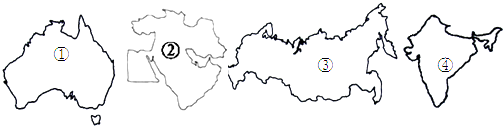 ① ② ③ ④